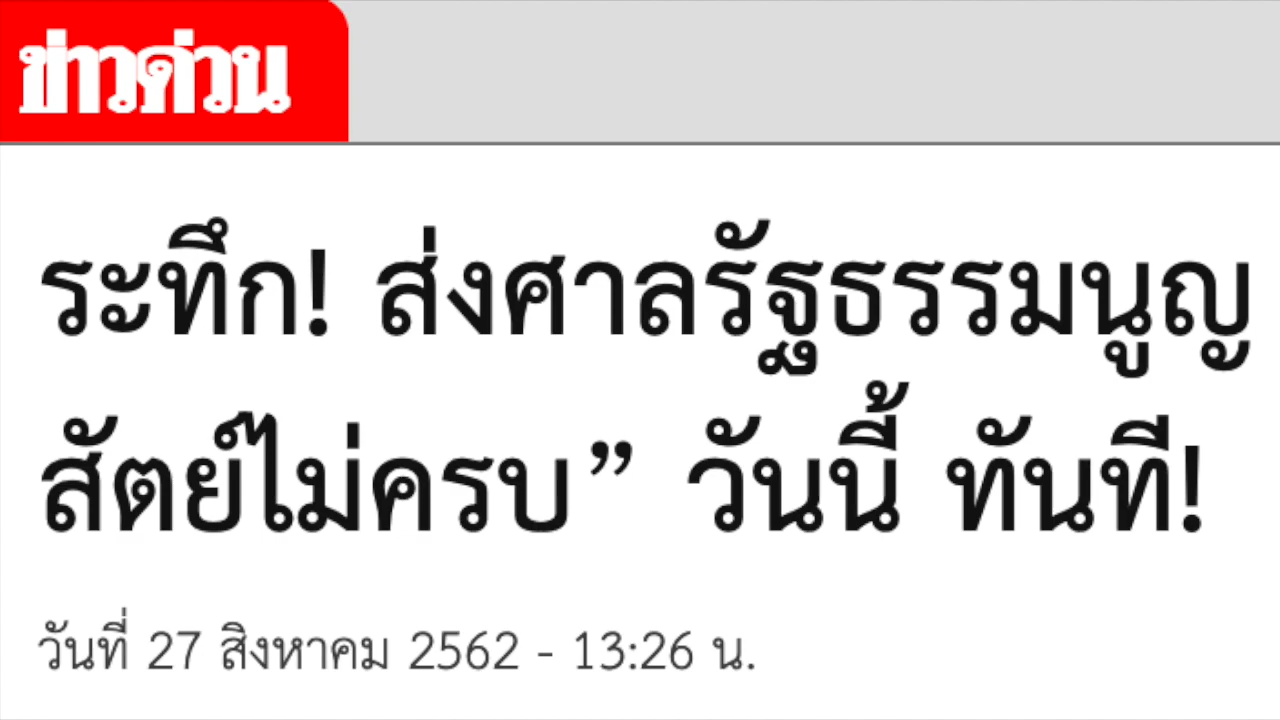 ข่าวด่วน
ระทึก! ส่งศาลรัฐธรรมนูญ
สัตย์ไม่ครบ” วันนี้ ทันที!
วันที่ 27 สิงหาคม 2562 - 13:26 น.